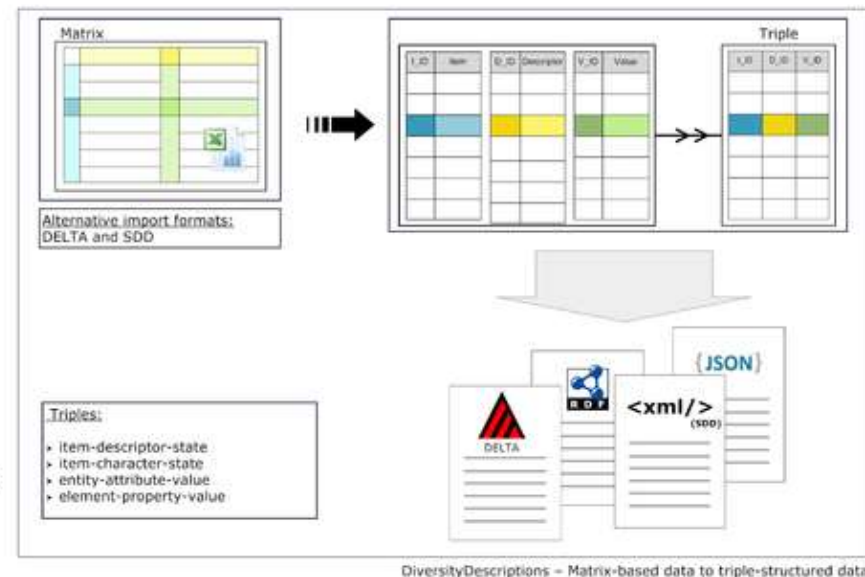 Matrix
Triple
I_ID Item D_ID Descriptor V_ID Value
I_ID D_ID V_ID
Alternative import formats:
DELTA and SDD
{JSON}
RDF
<xml/>
(SDD)
DELTA
Triples:
item-descriptor-state
item-character-state
entity-attribute-value
element-property-value
DiversityDescriptions – Matrix-based data to triple-structured data